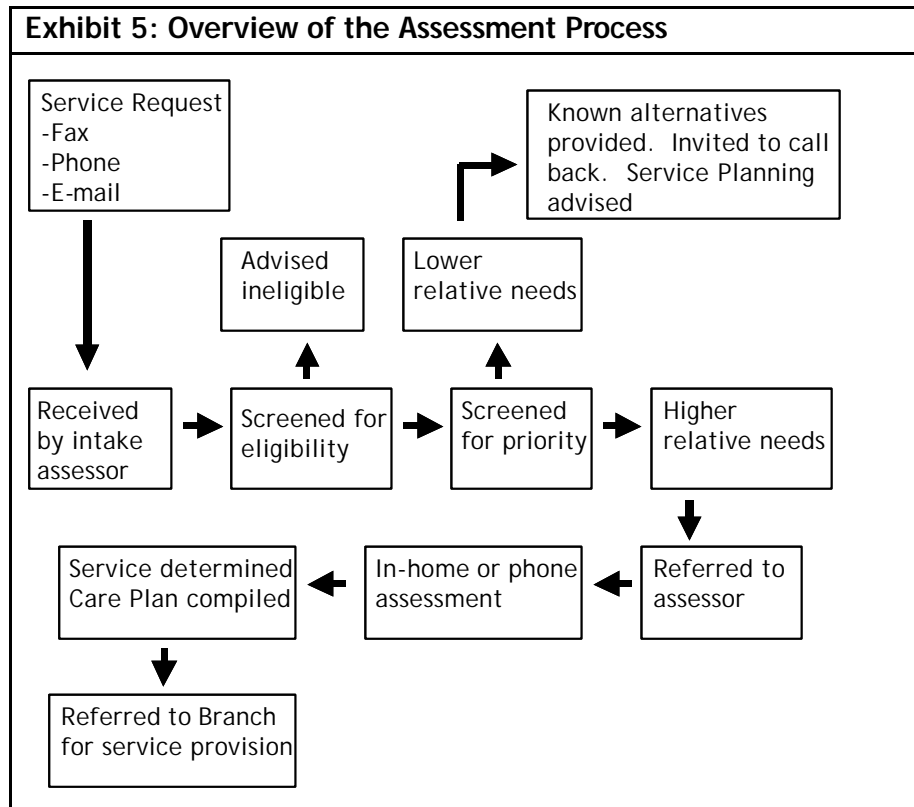 Exhibit 5: Overview of the Assessment Process
Service Request
-Fax
-Phone
-E-mail
Known alternatives
provided.  Invited to call
back.  Service Planning
advised
Advised
ineligible
Lower
relative needs
Received
by intake
assessor
Screened for
eligibility
Screened
for priority
Higher
relative needs
Service determined
Care Plan compiled
In-home or phone
assessment
Referred to
assessor
Referred to Branch
for service provision